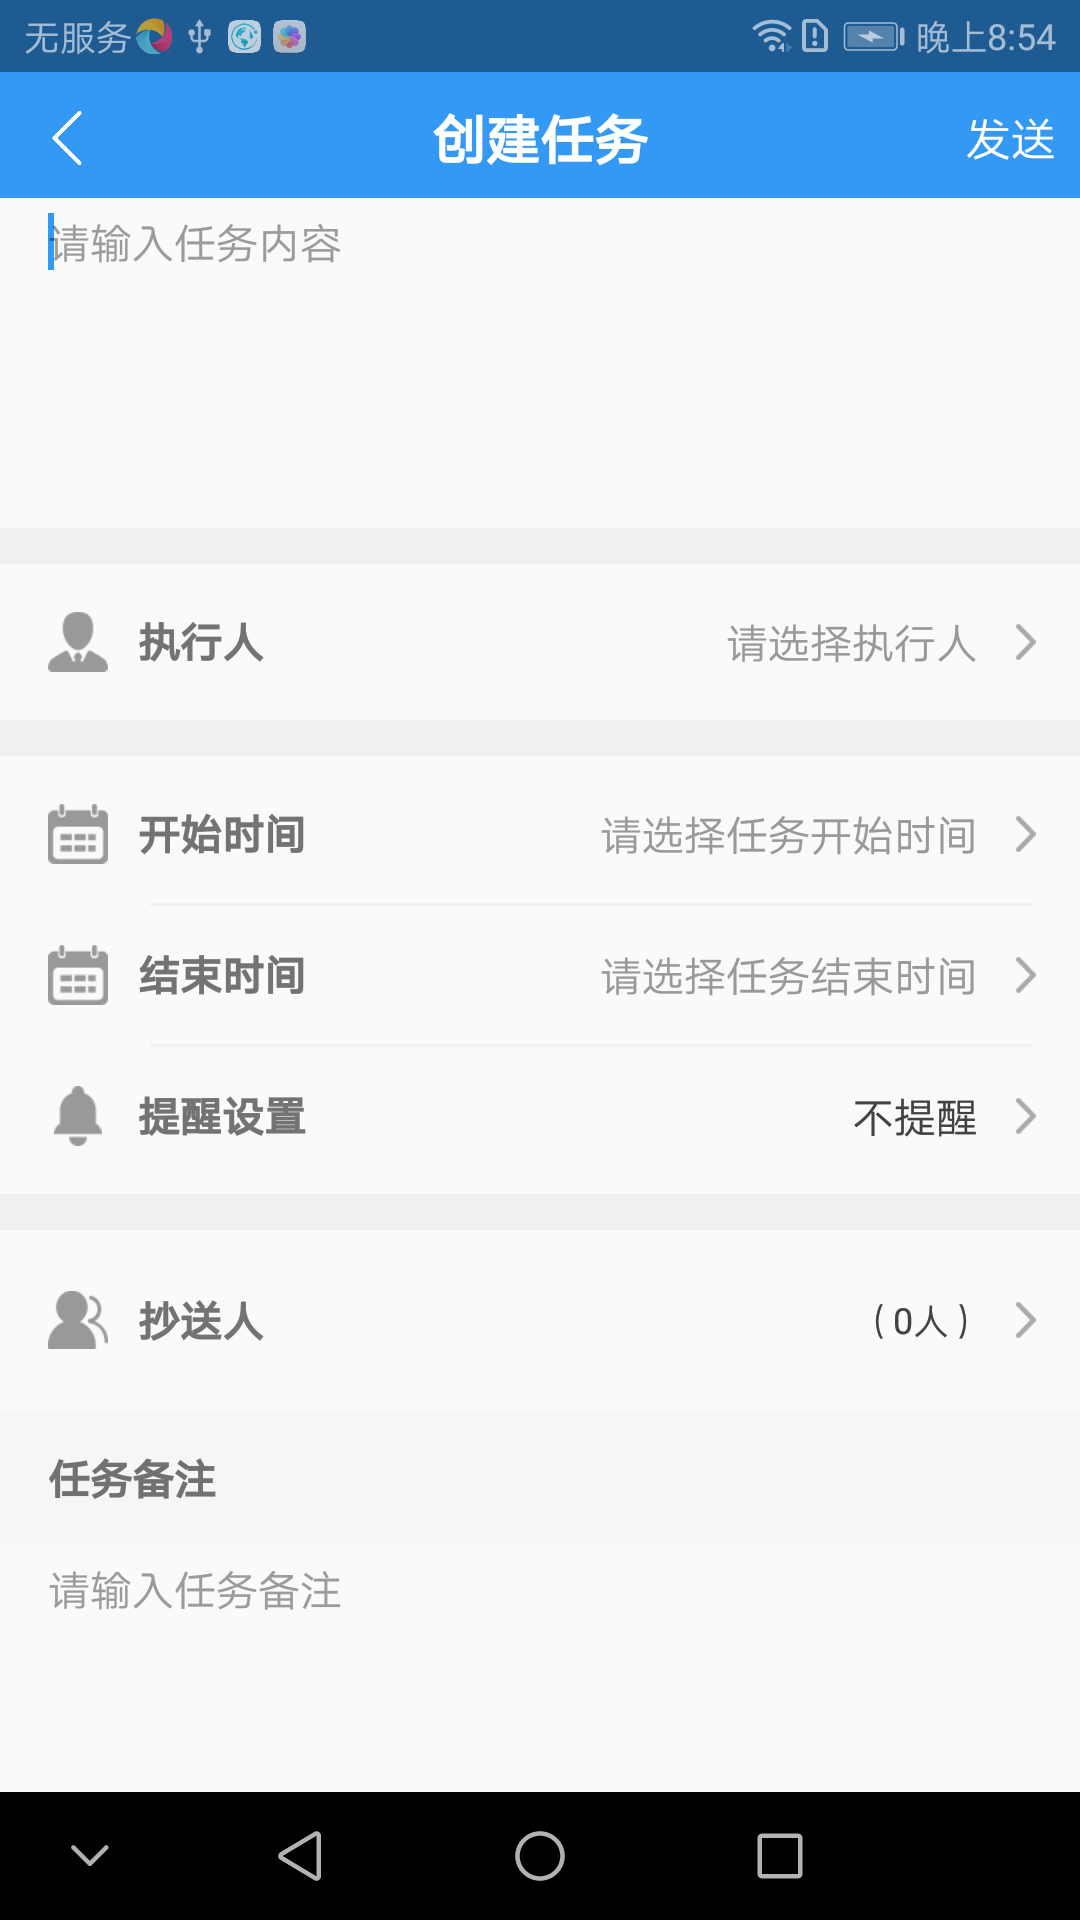 无服务 晚上8:54
创建任务 发送
请输入任务内容
执行人 请选择执行人
开始时间 请选择任务开始时间
结束时间 请选择任务结束时间
提醒设置 不提醒
抄送人 （0人）
任务备注
请输入任务备注